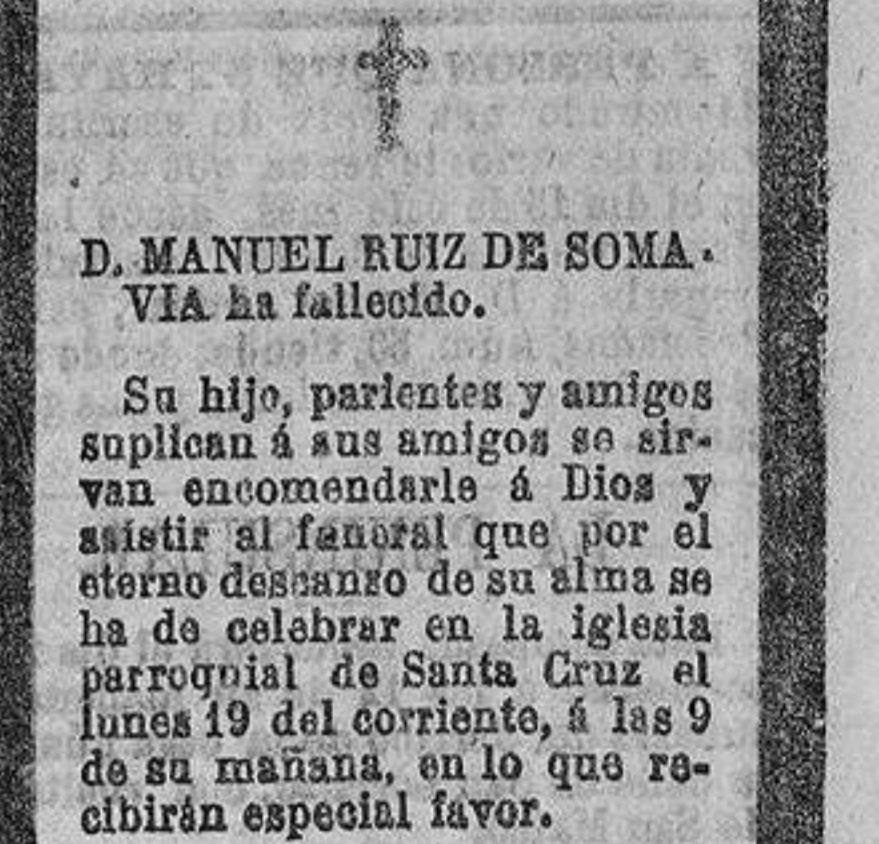 D. MANUEL RUIZ DE SOMA-
VIA ha fallecido.
Su hijo, parientes y amigos
suplican á sus amigos se sir-
van encomendarle á Dios y
asistir al funeral que por el
eterno descanso de su alma se
ha de celebrar en la iglesia
parroquial de Santa Cruz el
lunes 19 del corriente, á las 9
de su mañana, en lo que re-
cibirán especial favor.